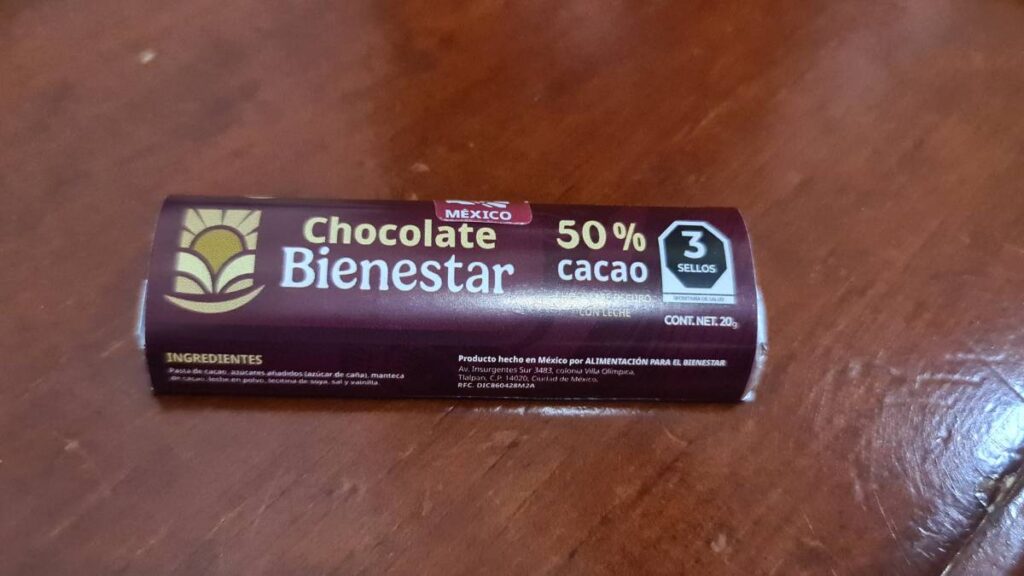 MÉXICO
Chocolate
Bienestar
50% cacao
CON LECHE
3
SELLOS
SECRETARÍA DE SALUD
CONT. NET. 20g
INGREDIENTES
Pasta de cacao, azúcares añadidos (azúcar de caña), manteca
de cacao, leche en polvo, lecitina de soya, sal y vainilla.
Producto hecho en México por ALIMENTACIÓN PARA EL BIENESTAR
Av. Insurgentes Sur 3483, colonia Villa Olímpica,
Tlalpan, C.P. 14020, Ciudad de México,
RFC. DIC860428M2A